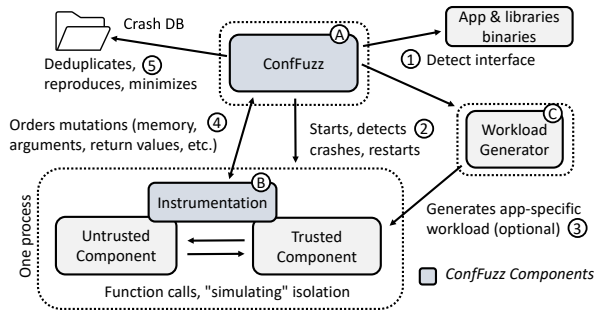 Crash DB
A
App & libraries
binaries
ConfFuzz
1 Detect interface
Deduplicates, 5
reproduces, minimizes
C
Workload
Generator
Orders mutations (memory, 4
arguments, return values, etc.)
Starts, detects 2
crashes, restarts
B
Instrumentation
Untrusted
Component
Trusted
Component
Generates app-specific
workload (optional) 3
One process
Function calls, "simulating" isolation
ConfFuzz Components